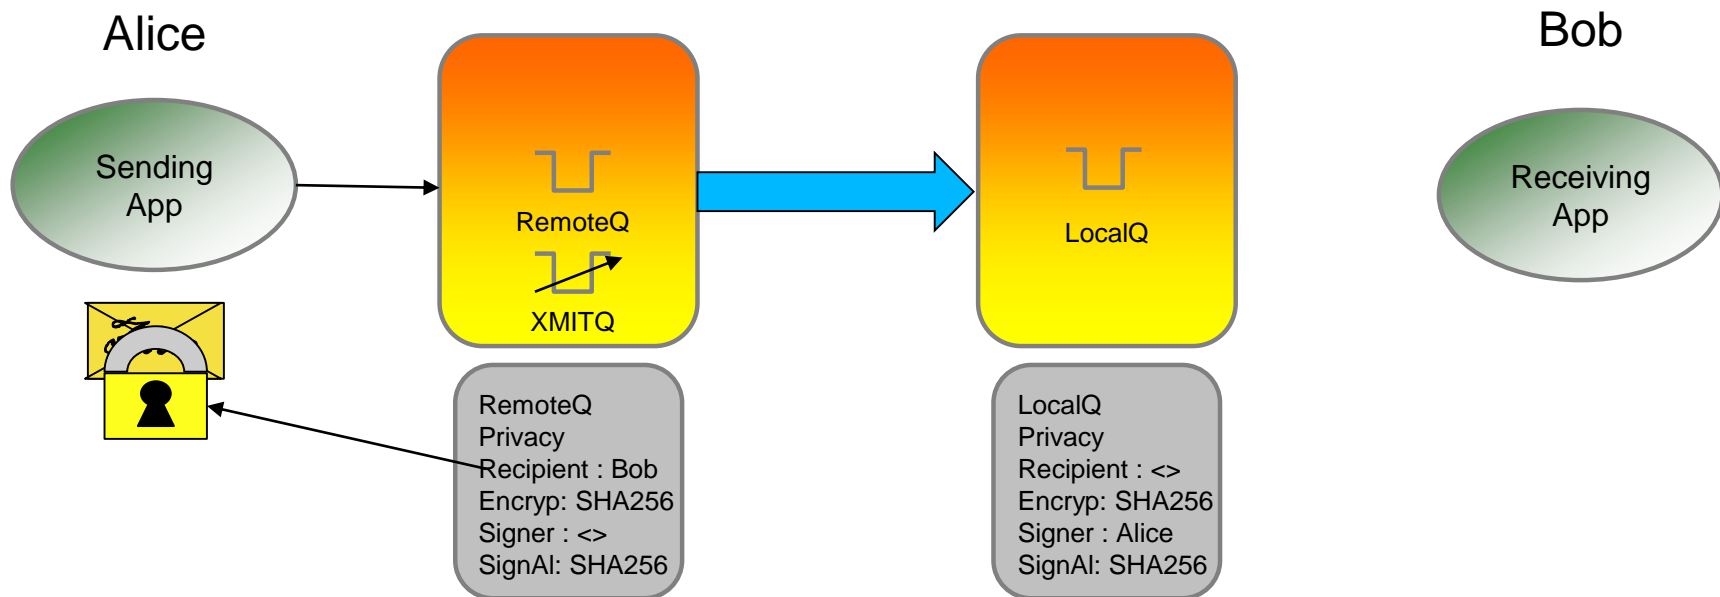 Alice
Bob
Sending
App
RemoteQ
XMITQ
LocalQ
Receiving
App
RemoteQ
Privacy
Recipient : Bob
Encryp: SHA256
Signer : <>
SignAl: SHA256
LocalQ
Privacy
Recipient : <>
Encryp: SHA256
Signer : Alice
SignAl: SHA256